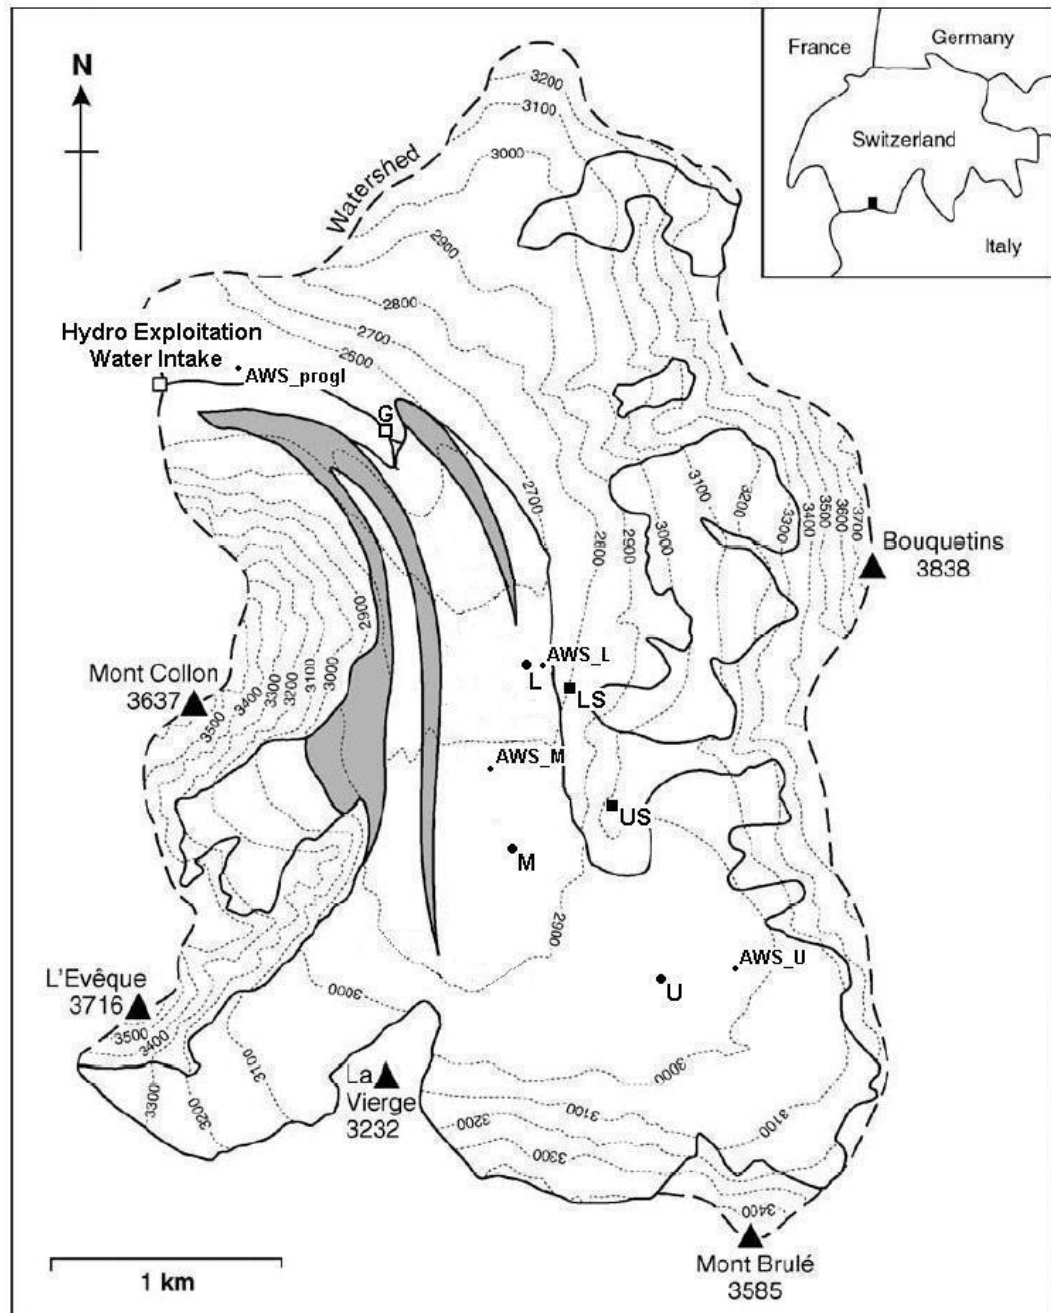 N
France
Germany
Switzerland
Italy
Watershed
3200
3100
3000
2900
2800
2700
2600
Hydro Exploitation
Water Intake
AWS_progl
G
2700
2800
2900
3000
3100
3200
3300
3400
3500
3600
3700
Bouquetins
3838
2900
Mont Collon
3637
3500
3400
3300
3200
3100
3000
L
AWS_L
LS
AWS_M
US
M
2900
AWS_U
U
L'Evêque
3716
3500
3400
3300
3200
3100
3000
La
Vierge
3232
3000
3100
3200
3300
3100
3400
Mont Brulé
3585
1 km